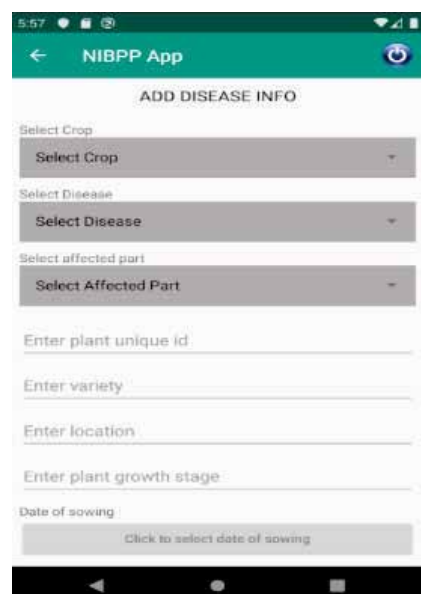 5:57
NIBPP App
ADD DISEASE INFO
Select Crop
Select Crop
Select Disease
Select Disease
Select affected part
Select Affected Part
Enter plant unique id
Enter variety
Enter location
Enter plant growth stage
Date of sowing
Click to select date of sowing